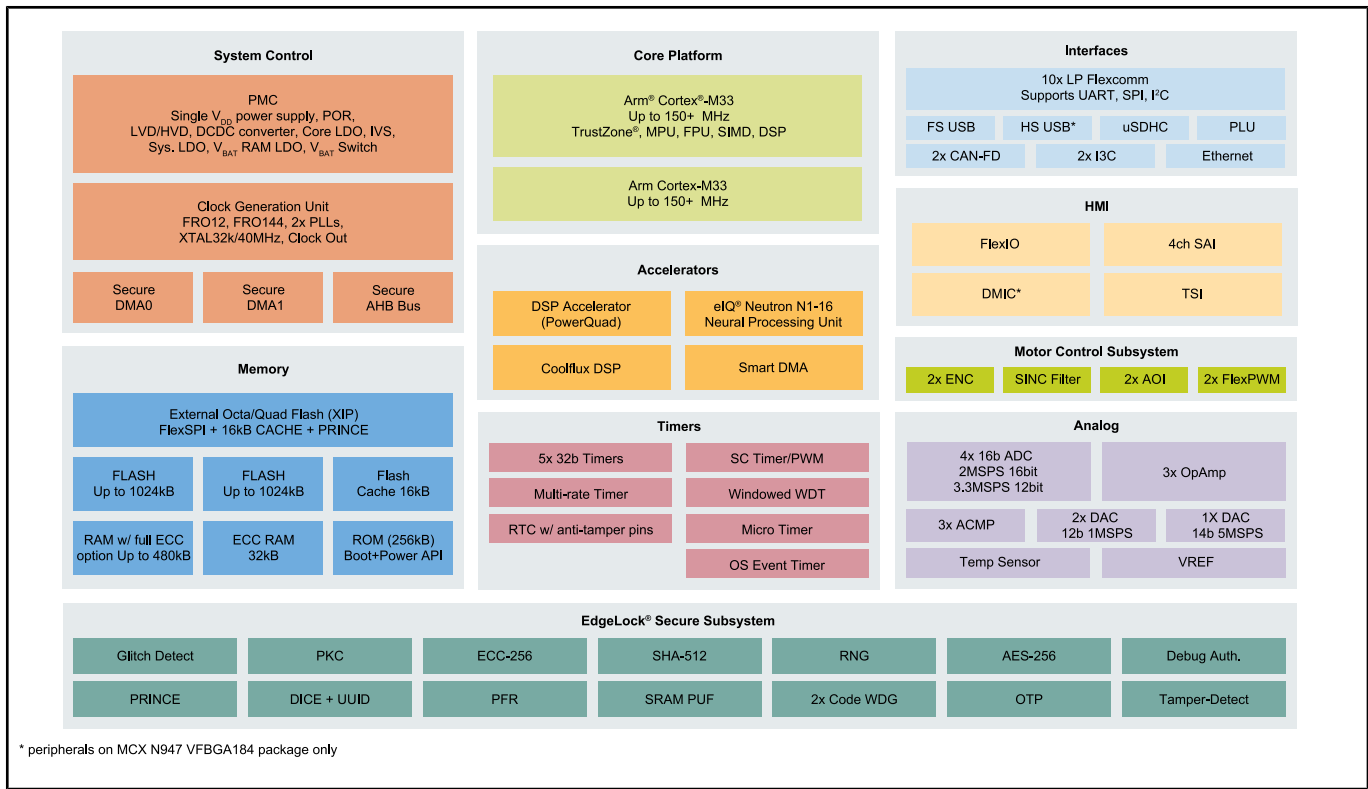 System Control
PMC
Single VDD power supply, POR,
LVD/HVD, DCDC converter, Core LDO, IVS,
Sys. LDO, VBAT RAM LDO, VBAT Switch
Clock Generation Unit
FRO12, FRO144, 2x PLLs,
XTAL32k/40MHz, Clock Out
Secure
DMA0
Secure
DMA1
Secure
AHB Bus
Memory
External Octa/Quad Flash (XIP)
FlexSPI + 16kB CACHE + PRINCE
FLASH
Up to 1024kB
FLASH
Up to 1024kB
Flash
Cache 16kB
RAM w/ full ECC
option Up to 480kB
ECC RAM
32kB
ROM (256kB)
Boot+Power API
Core Platform
Arm® Cortex®-M33
Up to 150+ MHz
TrustZone®, MPU, FPU, SIMD, DSP
Arm Cortex-M33
Up to 150+ MHz
Accelerators
DSP Accelerator
(PowerQuad)
eIQ® Neutron N1-16
Neural Processing Unit
Coolflux DSP
Smart DMA
Timers
5x 32b Timers
SC Timer/PWM
Multi-rate Timer
Windowed WDT
RTC w/ anti-tamper pins
Micro Timer
OS Event Timer
Interfaces
10x LP Flexcomm
Supports UART, SPI, I²C
FS USB
HS USB*
uSDHC
PLU
2x CAN-FD
2x I3C
Ethernet
HMI
FlexIO
4ch SAI
DMIC*
TSI
Motor Control Subsystem
2x ENC
SINC Filter
2x AOI
2x FlexPWM
Analog
4x 16b ADC
2MSPS 16bit
3.3MSPS 12bit
3x OpAmp
3x ACMP
2x DAC
12b 1MSPS
1X DAC
14b 5MSPS
Temp Sensor
VREF
EdgeLock® Secure Subsystem
Glitch Detect
PKC
ECC-256
SHA-512
RNG
AES-256
Debug Auth.
PRINCE
DICE + UUID
PFR
SRAM PUF
2x Code WDG
OTP
Tamper-Detect
* peripherals on MCX N947 VFBGA184 package only